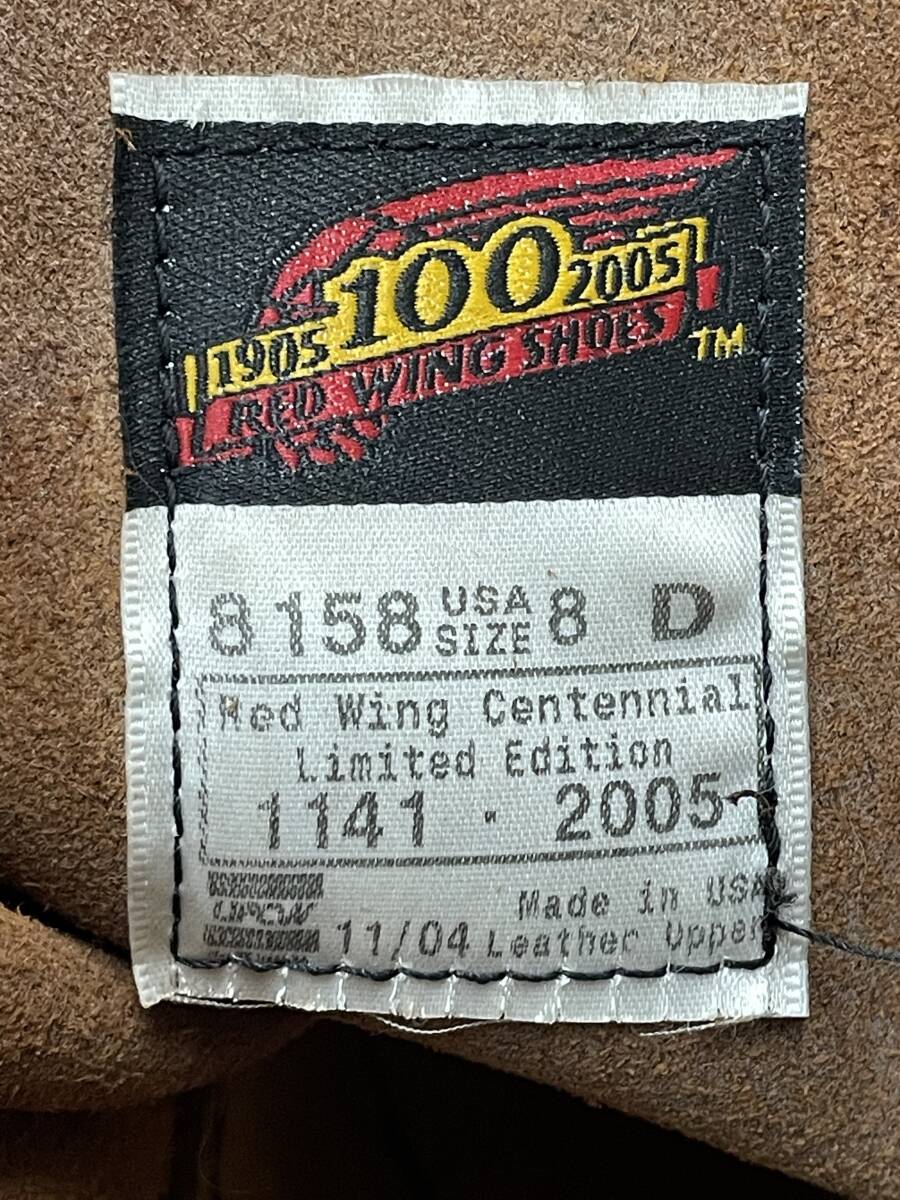 1905 100 2005
RED WING SHOES TM
8158 USA SIZE 8 D
Red Wing Centennial
Limited Edition
1141 - 2005
Made in USA
11/04 Leather Upper